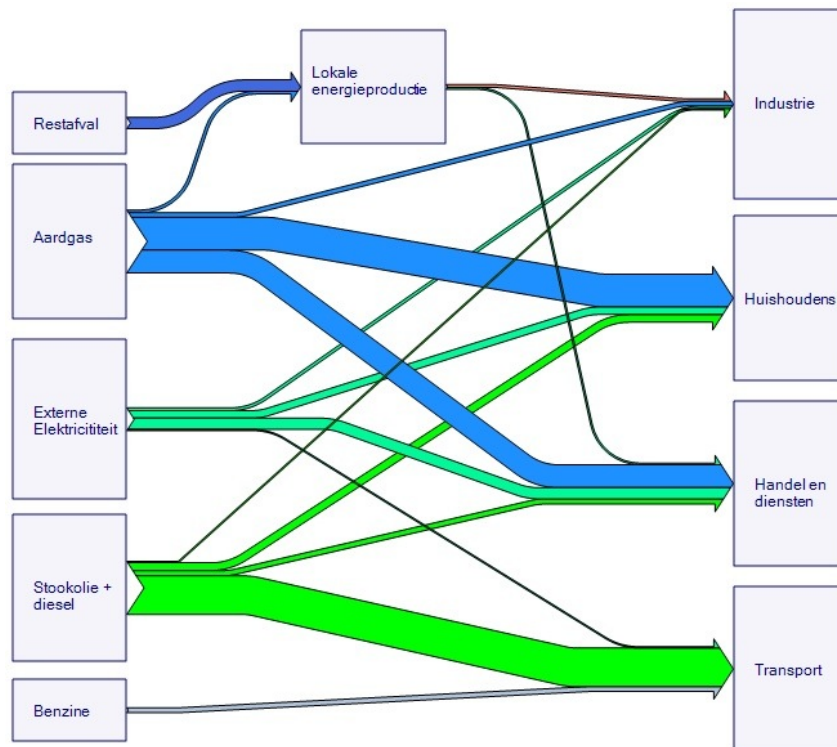 Lokale
energieproductie
Industrie
Restafval
Aardgas
Huishoudens
Externe
Elektricititeit
Handel en
diensten
Stookolie +
diesel
Transport
Benzine